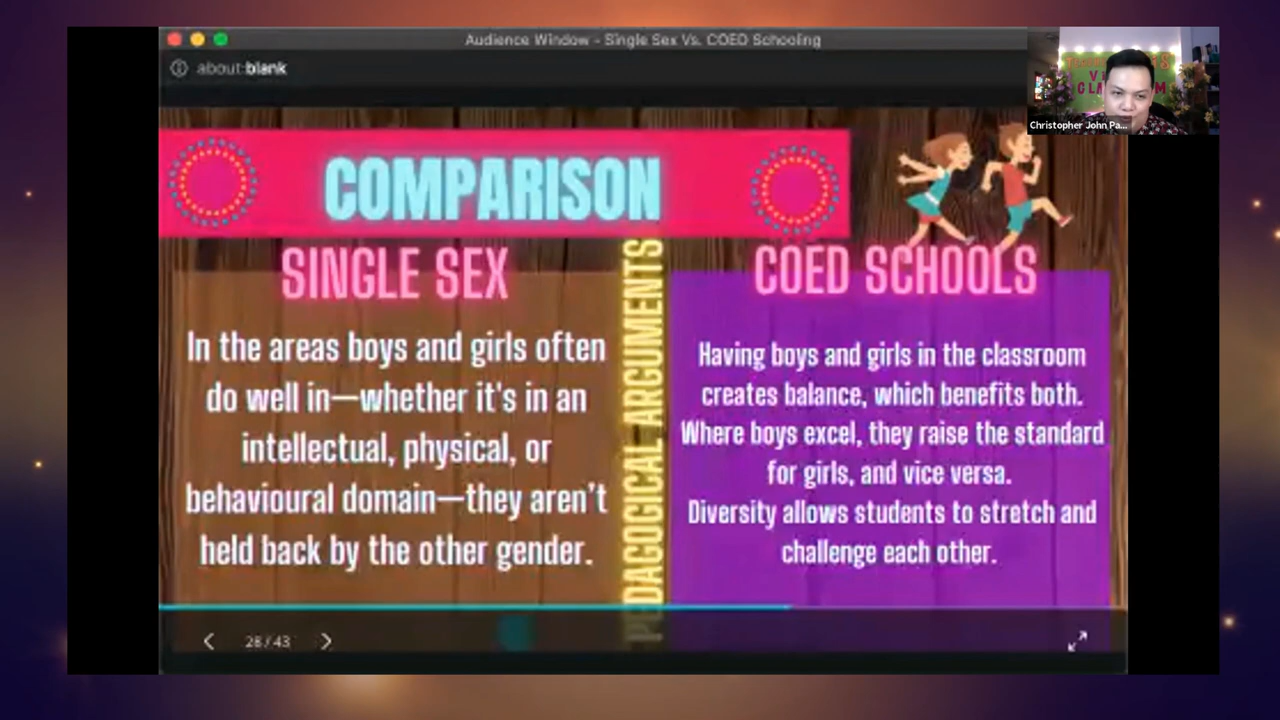 Audience Window - Single Sex Vs. COED Schooling
about:blank
Christopher John Pa...
COMPARISON
SINGLE SEX
In the areas boys and girls often
do well in—whether it's in an
intellectual, physical, or
behavioural domain—they aren't
held back by the other gender.
PEDAGOGICAL ARGUMENTS
COED SCHOOLS
Having boys and girls in the classroom
creates balance, which benefits both.
Where boys excel, they raise the standard
for girls, and vice versa.
Diversity allows students to stretch and
challenge each other.
28 / 43